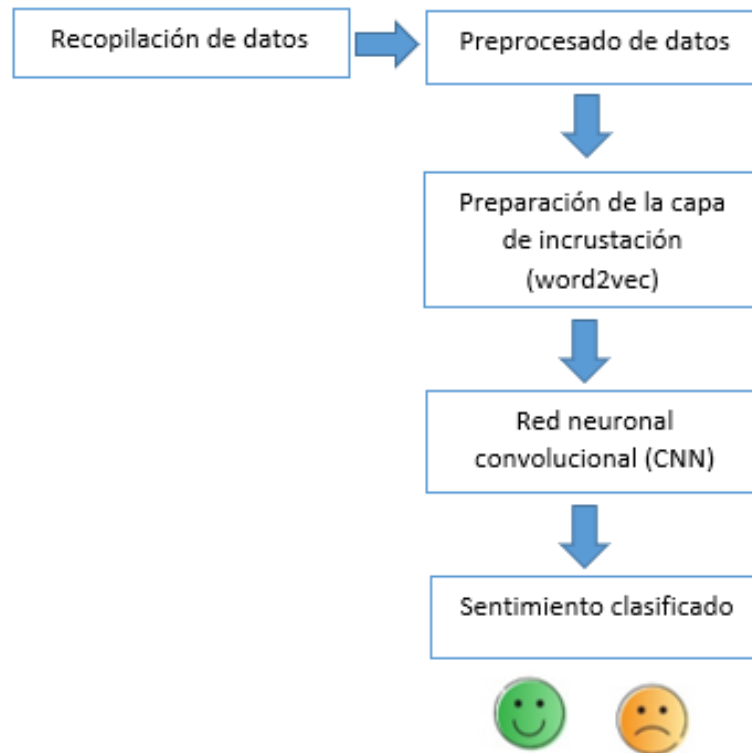 Recopilación de datos
Preprocesado de datos
Preparación de la capa
de incrustación
(word2vec)
Red neuronal
convolucional (CNN)
Sentimiento clasificado